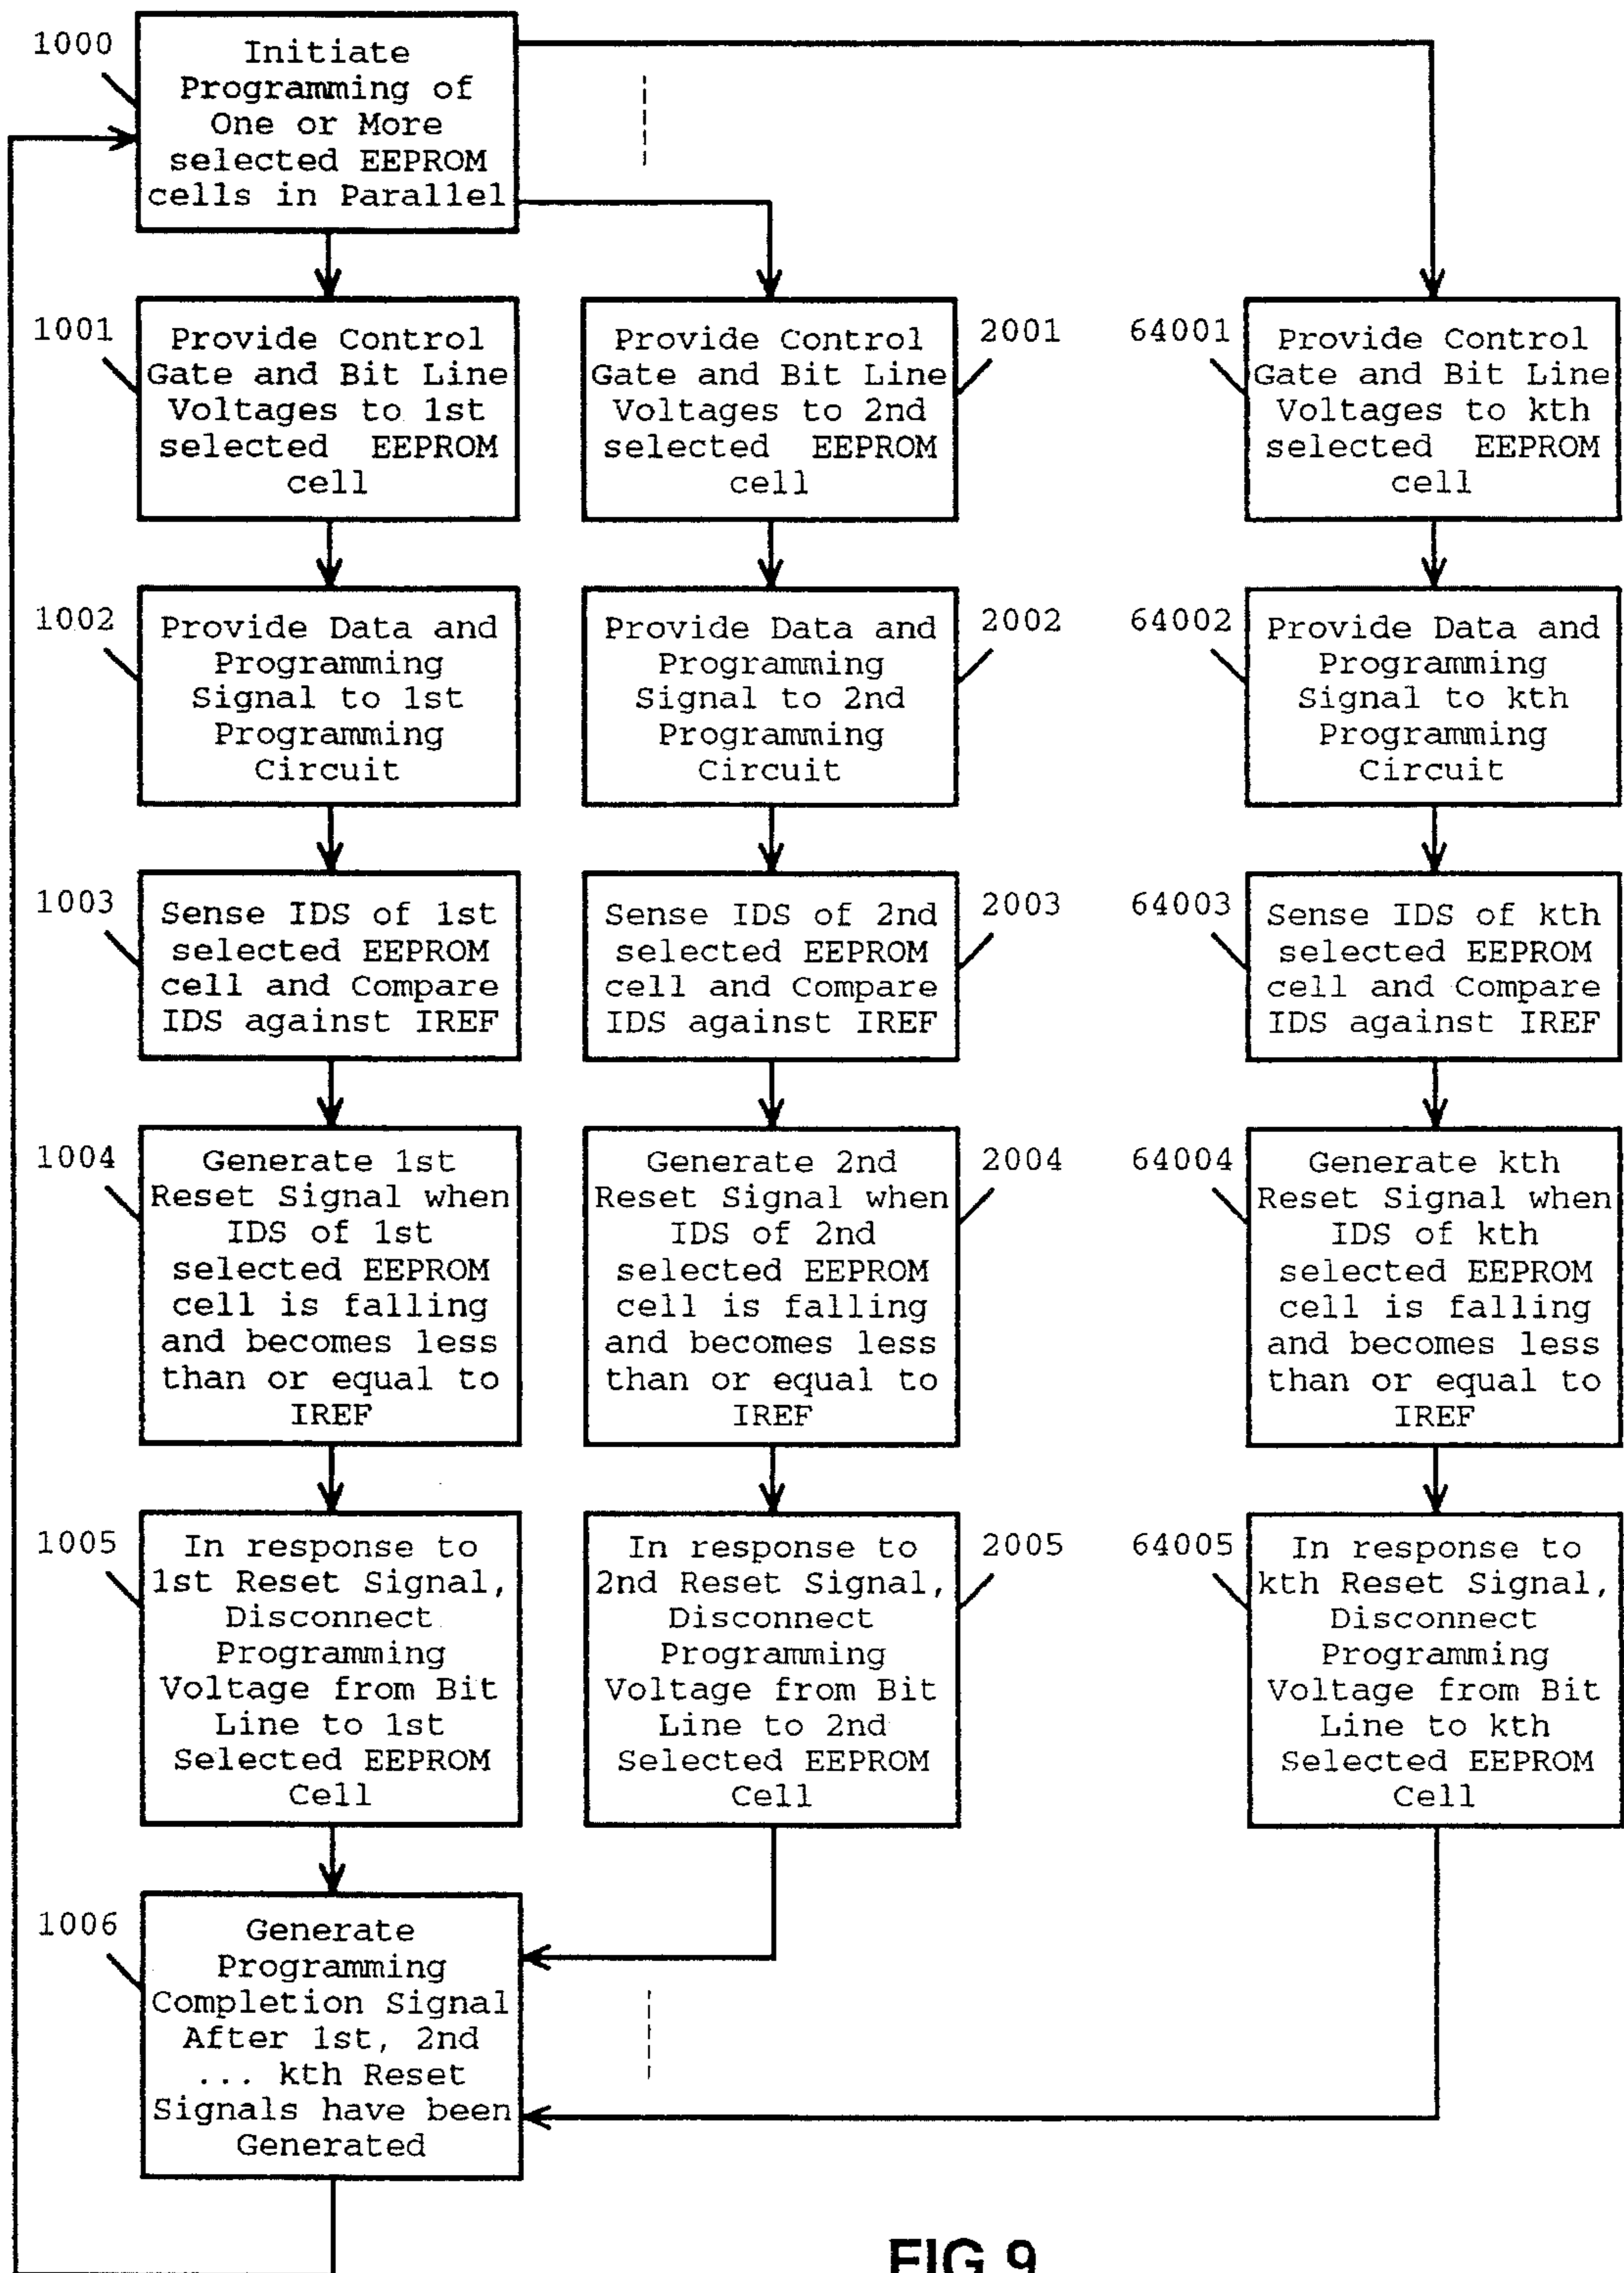 1000
Initiate
Programming of
One or More
selected EEPROM
cells in Parallel
1001
Provide Control
Gate and Bit Line
Voltages to 1st
selected EEPROM
cell
Provide Control
Gate and Bit Line
Voltages to 2nd
selected EEPROM
cell
2001
64001
Provide Control
Gate and Bit Line
Voltages to kth
selected EEPROM
cell
1002
Provide Data and
Programming
Signal to 1st
Programming
Circuit
Provide Data and
Programming
Signal to 2nd
Programming
Circuit
2002
64002
Provide Data and
Programming
Signal to kth
Programming
Circuit
1003
Sense IDS of 1st
selected EEPROM
cell and Compare
IDS against IREF
Sense IDS of 2nd
selected EEPROM
cell and Compare
IDS against IREF
2003
64003
Sense IDS of kth
selected EEPROM
cell and Compare
IDS against IREF
1004
Generate 1st
Reset Signal when
IDS of 1st
selected EEPROM
cell is falling
and becomes less
than or equal to
IREF
Generate 2nd
Reset Signal when
IDS of 2nd
selected EEPROM
cell is falling
and becomes less
than or equal to
IREF
2004
64004
Generate kth
Reset Signal when
IDS of kth
selected EEPROM
cell is falling
and becomes less
than or equal to
IREF
1005
In response to
1st Reset Signal,
Disconnect
Programming
Voltage from Bit
Line to 1st
Selected EEPROM
Cell
In response to
2nd Reset Signal,
Disconnect
Programming
Voltage from Bit
Line to 2nd
Selected EEPROM
Cell
2005
64005
In response to
kth Reset Signal,
Disconnect
Programming
Voltage from Bit
Line to kth
Selected EEPROM
Cell
1006
Generate
Programming
Completion Signal
After 1st, 2nd
... kth Reset
Signals have been
Generated
FIG.9